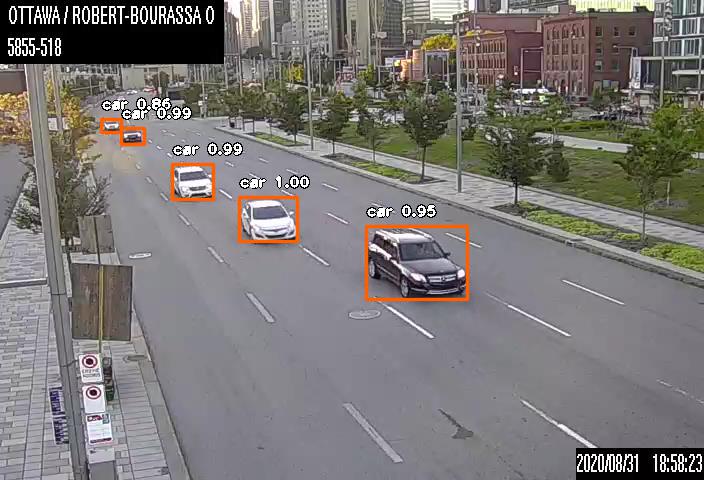 OTTAWA / ROBERT-BOURASSA O
5855-518
car 0.86
car 0.99
car 0.99
car 1.00
car 0.95
2020/08/31 18:58:23